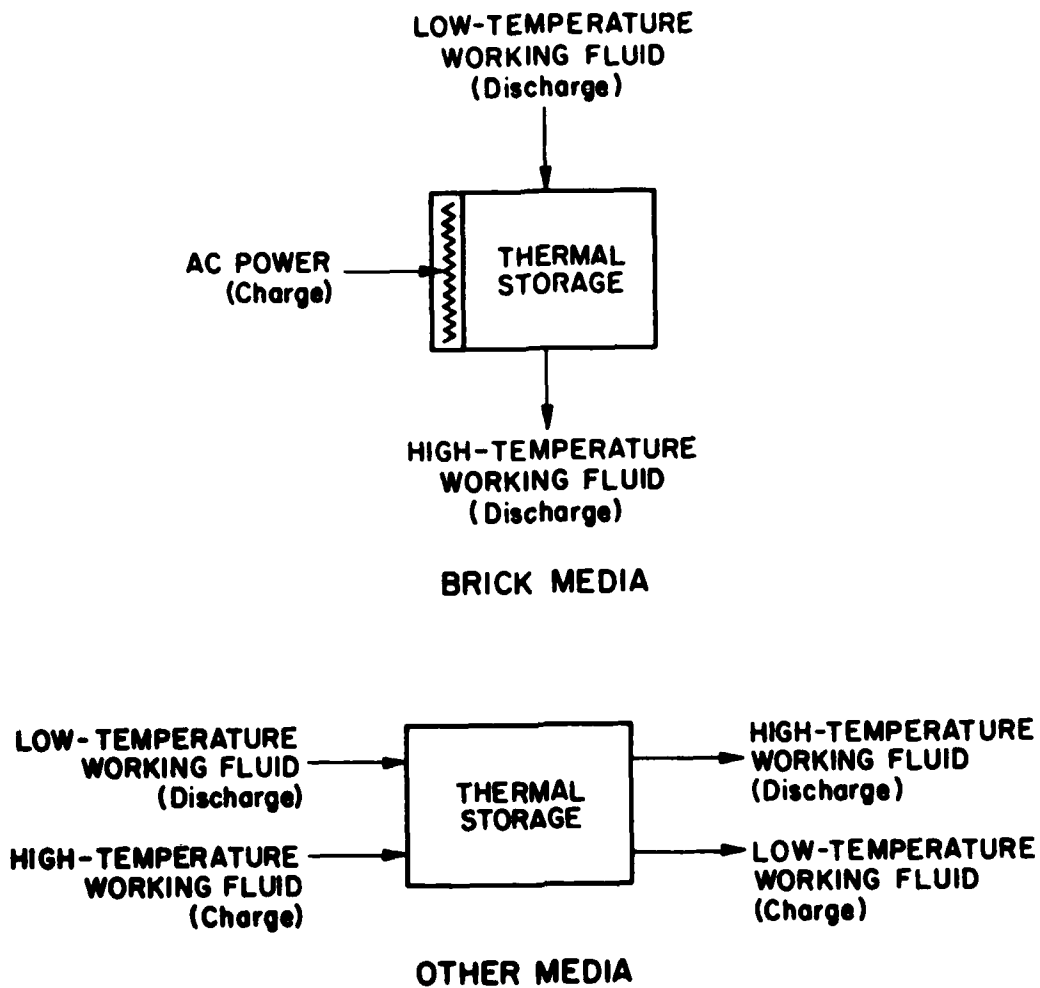 LOW-TEMPERATURE
WORKING FLUID
(Discharge)
AC POWER
(Charge)
THERMAL
STORAGE
HIGH-TEMPERATURE
WORKING FLUID
(Discharge)
BRICK MEDIA
LOW-TEMPERATURE
WORKING FLUID
(Discharge)
HIGH-TEMPERATURE
WORKING FLUID
(Charge)
THERMAL
STORAGE
HIGH-TEMPERATURE
WORKING FLUID
(Discharge)
LOW-TEMPERATURE
WORKING FLUID
(Charge)
OTHER MEDIA